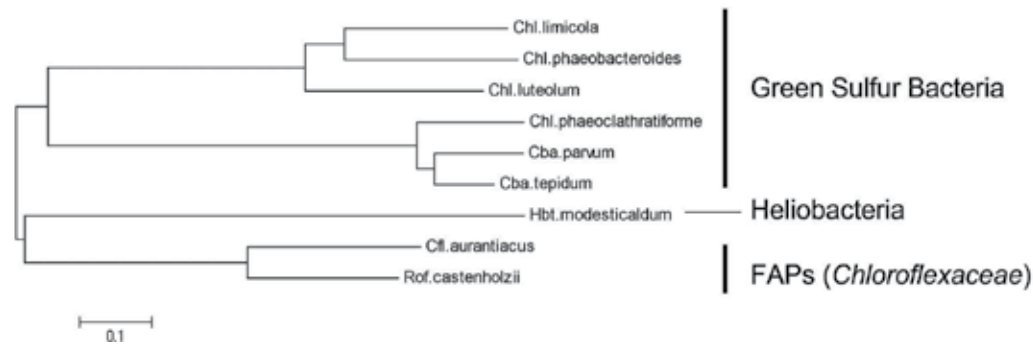 Chl.limicola
Chl.phaeobacteroides
Chl.luteolum
Chl.phaeoclathratiforme
Cba.parvum
Cba.tepidum
Hbt.modesticaldum
Cfl.aurantiacus
Rof.castenholzii
Green Sulfur Bacteria
Heliobacteria
FAPs (Chloroflexaceae)
0.1